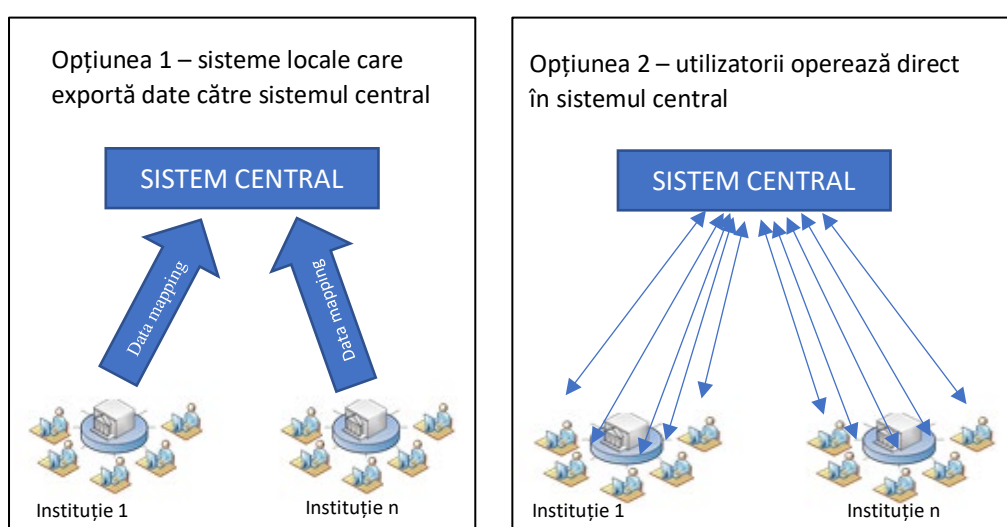 Opțiunea 1 – sisteme locale care
exportă date către sistemul central
SISTEM CENTRAL
Data mapping
Data mapping
Instituție 1
Instituție n
Opțiunea 2 – utilizatorii operează direct
în sistemul central
SISTEM CENTRAL
Instituție 1
Instituție n